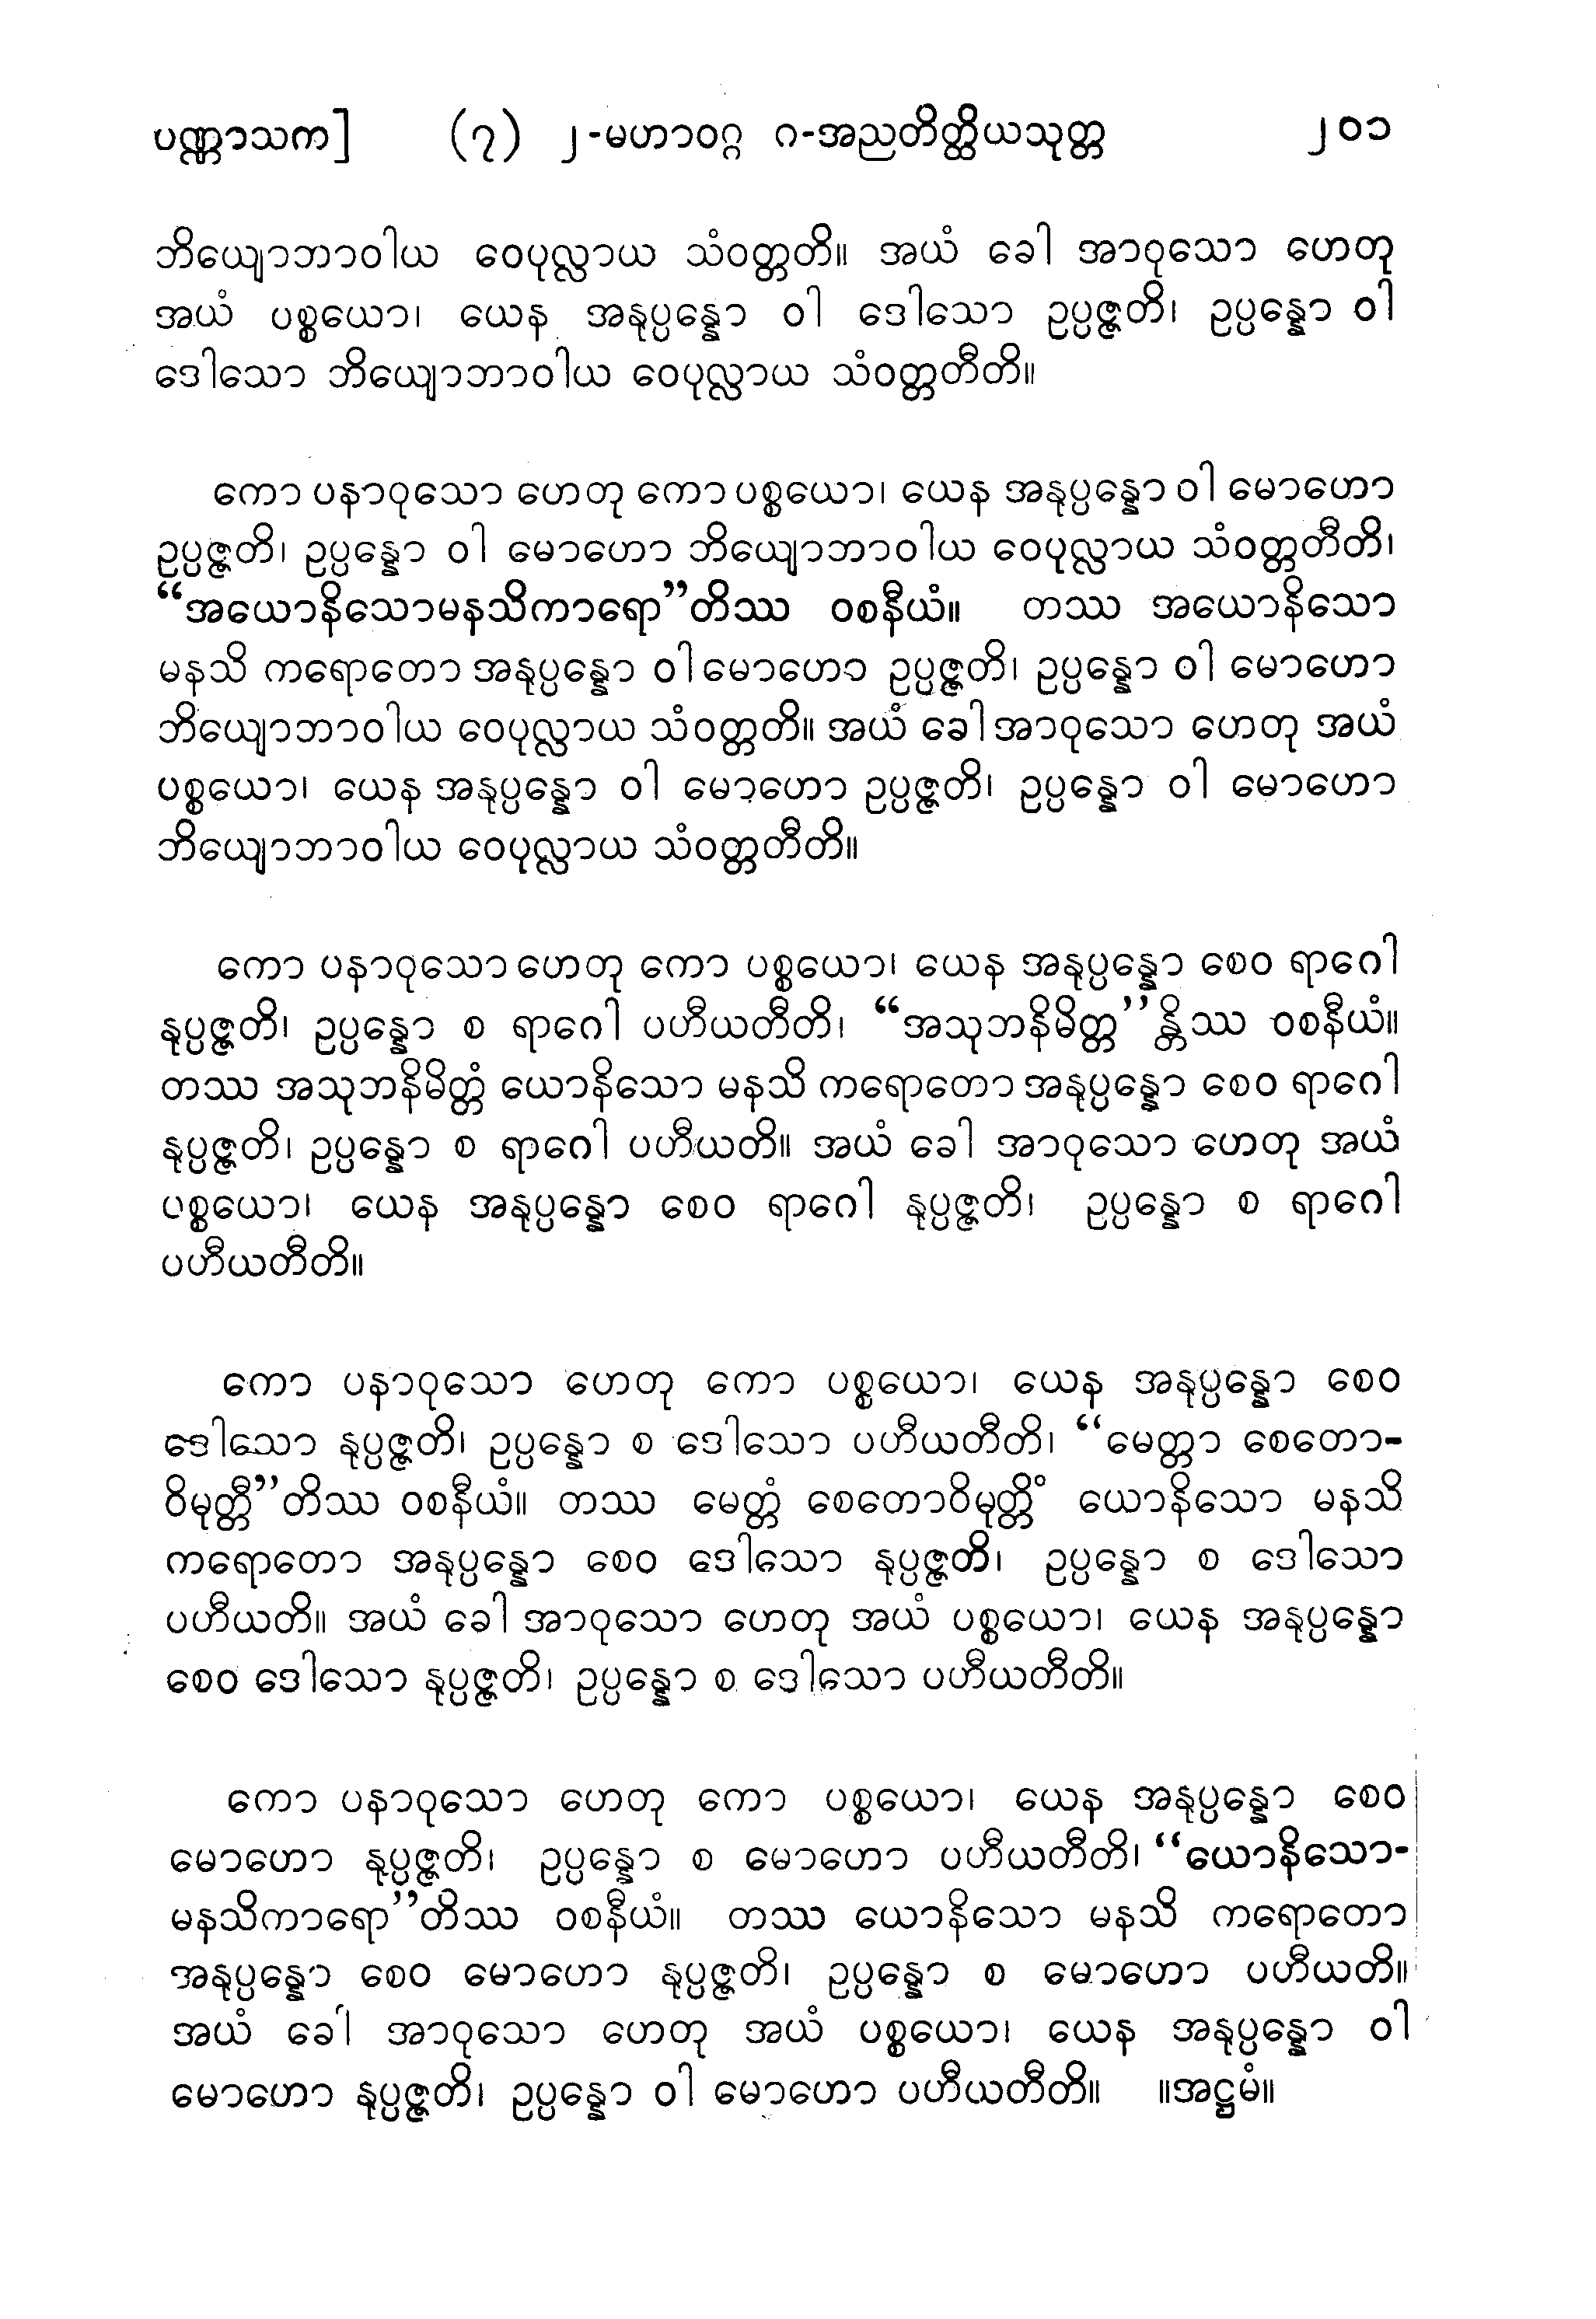 ပဏ္ဏာသက] (၇) ၂-မဟာဝဂ္ဂ ဂ-အညတိတ္ထိယသုတ္တ ၂၀၁
ဘိယျောဘာဝါယ ဝေပုလ္လာယ သံဝတ္တတိ။ အယံ ခေါ အာဝုသော ဟေတု
အယံ ပစ္စယော၊ ယေန အနုပ္ပန္နော ဝါ ဒေါသော ဥပ္ပဇ္ဇတိ၊ ဥပ္ပန္နော ဝါ
ဒေါသော ဘိယျောဘာဝါယ ဝေပုလ္လာယ သံဝတ္တတီတိ။
ကော ပနာဝုသော ဟေတု ကော ပစ္စယော၊ ယေန အနုပ္ပန္နော ဝါ မောဟော
ဥပ္ပဇ္ဇတိ၊ ဥပ္ပန္နော ဝါ မောဟော ဘိယျောဘာဝါယ ဝေပုလ္လာယ သံဝတ္တတီတိ၊
“အယောနိသောမနသိကာရော”တိဿ ဝစနီယံ။ တဿ အယောနိသော
မနသိ ကရောတော အနုပ္ပန္နော ဝါ မောဟော ဥပ္ပဇ္ဇတိ၊ ဥပ္ပန္နော ဝါ မောဟော
ဘိယျောဘာဝါယ ဝေပုလ္လာယ သံဝတ္တတိ။ အယံ ခေါ အာဝုသော ဟေတု အယံ
ပစ္စယော၊ ယေန အနုပ္ပန္နော ဝါ မောဟော ဥပ္ပဇ္ဇတိ၊ ဥပ္ပန္နော ဝါ မောဟော
ဘိယျောဘာဝါယ ဝေပုလ္လာယ သံဝတ္တတီတိ။
ကော ပနာဝုသော ဟေတု ကော ပစ္စယော၊ ယေန အနုပ္ပန္နော စေဝ ရာဂေါ
နုပ္ပဇ္ဇတိ၊ ဥပ္ပန္နော စ ရာဂေါ ပဟီယတီတိ၊ “အသုဘနိမိတ္တ”န္တိဿ ဝစနီယံ။
တဿ အသုဘနိမိတ္တံ ယောနိသော မနသိ ကရောတော အနုပ္ပန္နော စေဝ ရာဂေါ
နုပ္ပဇ္ဇတိ၊ ဥပ္ပန္နော စ ရာဂေါ ပဟီယတိ။ အယံ ခေါ အာဝုသော ဟေတု အယံ
ပစ္စယော၊ ယေန အနုပ္ပန္နော စေဝ ရာဂေါ နုပ္ပဇ္ဇတိ၊ ဥပ္ပန္နော စ ရာဂေါ
ပဟီယတီတိ။
ကော ပနာဝုသော ဟေတု ကော ပစ္စယော၊ ယေန အနုပ္ပန္နော စေဝ
ဒေါသော နုပ္ပဇ္ဇတိ၊ ဥပ္ပန္နော စ ဒေါသော ပဟီယတီတိ၊ “မေတ္တာ စေတော-
ဝိမုတ္တီ”တိဿ ဝစနီယံ။ တဿ မေတ္တံ စေတောဝိမုတ္တိံ ယောနိသော မနသိ
ကရောတော အနုပ္ပန္နော စေဝ ဒေါသော နုပ္ပဇ္ဇတိ၊ ဥပ္ပန္နော စ ဒေါသော
ပဟီယတိ။ အယံ ခေါ အာဝုသော ဟေတု အယံ ပစ္စယော၊ ယေန အနုပ္ပန္နော
စေဝ ဒေါသော နုပ္ပဇ္ဇတိ၊ ဥပ္ပန္နော စ ဒေါသော ပဟီယတီတိ။
ကော ပနာဝုသော ဟေတု ကော ပစ္စယော၊ ယေန အနုပ္ပန္နော စေဝ
မောဟော နုပ္ပဇ္ဇတိ၊ ဥပ္ပန္နော စ မောဟော ပဟီယတီတိ၊ “ယောနိသော-
မနသိကာရော”တိဿ ဝစနီယံ။ တဿ ယောနိသော မနသိ ကရောတော
အနုပ္ပန္နော စေဝ မောဟော နုပ္ပဇ္ဇတိ၊ ဥပ္ပန္နော စ မောဟော ပဟီယတိ။
အယံ ခေါ အာဝုသော ဟေတု အယံ ပစ္စယော၊ ယေန အနုပ္ပန္နော ဝါ
မောဟော နုပ္ပဇ္ဇတိ၊ ဥပ္ပန္နော ဝါ မောဟော ပဟီယတီတိ။ ။အဋ္ဌမံ။